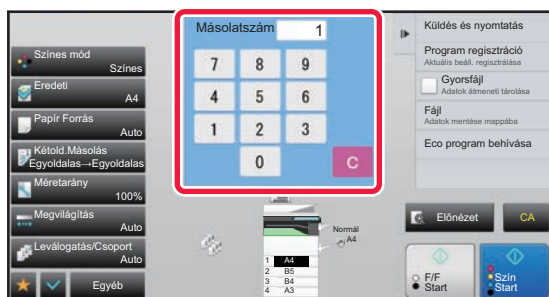 Színes mód
Színes
Eredeti
A4
Papír Forrás
Auto
Kétold.Másolás
Egyoldalas→Egyoldalas
Méretarány
100%
Megvilágítás
Auto
Leválogatás/Csoport
Auto
Egyéb
Másolatszám 1
7 8 9
4 5 6
1 2 3
0 C
Normál
A4
1 A4
2 B5
3 B4
4 A3
Küldés és nyomtatás
Program regisztráció
Aktuális beáll. regisztrálása
Gyorsfájl
Adatok átmeneti tárolása
Fájl
Adatok mentése mappába
Eco program behívása
Előnézet CA
F/F
Start
Szín
Start